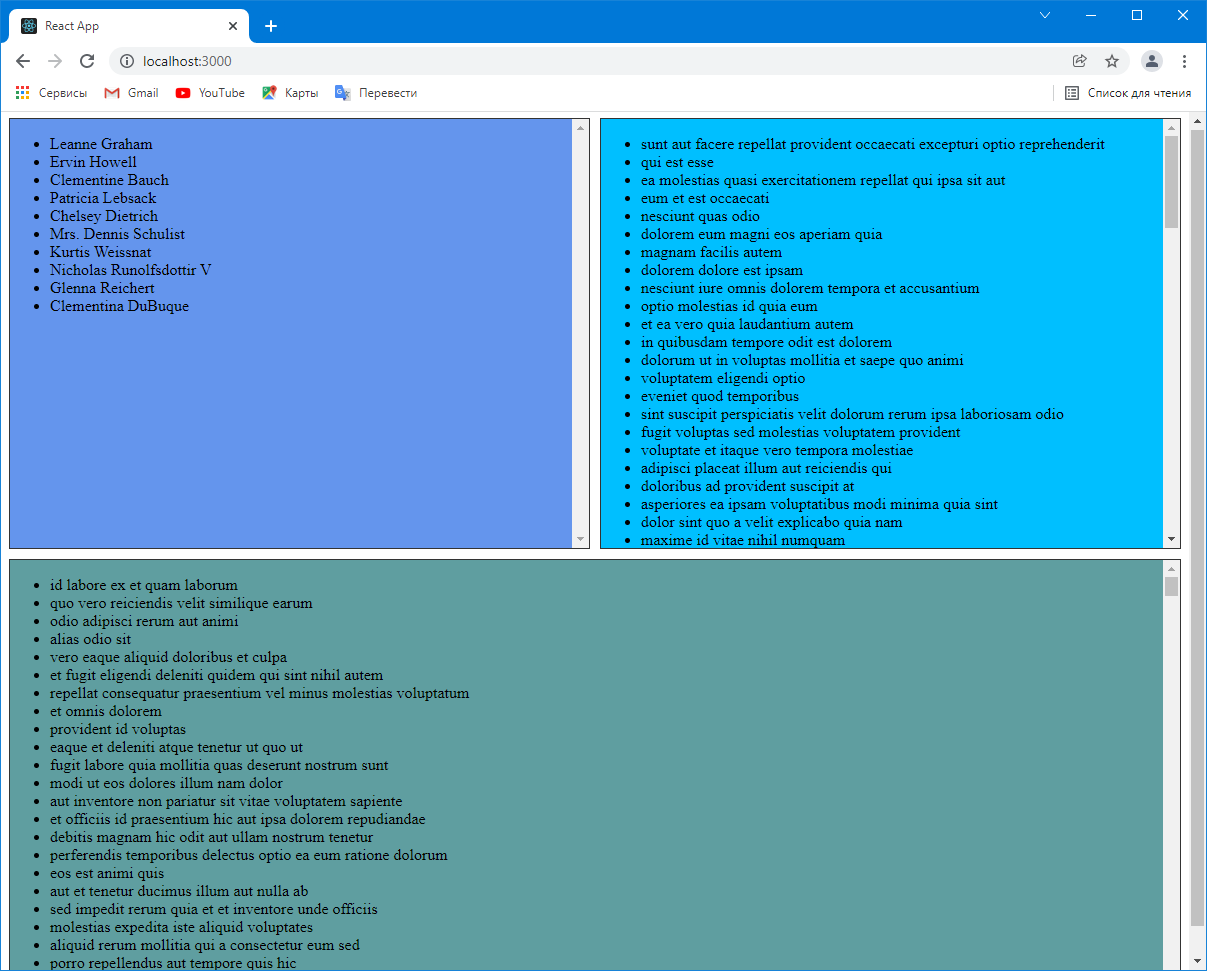 React App
localhost:3000
Сервисы Gmail YouTube Карты Перевести Список для чтения
Leanne Graham
Ervin Howell
Clementine Bauch
Patricia Lebsack
Chelsey Dietrich
Mrs. Dennis Schulist
Kurtis Weissnat
Nicholas Runolfsdottir V
Glenna Reichert
Clementina DuBuque
sunt aut facere repellat provident occaecati excepturi optio reprehenderit
qui est esse
ea molestias quasi exercitationem repellat qui ipsa sit aut
eum et est occaecati
nesciunt quas odio
dolorem eum magni eos aperiam quia
magnam facilis autem
dolorem dolore est ipsam
nesciunt iure omnis dolorem tempora et accusantium
optio molestias id quia eum
et ea vero quia laudantium autem
in quibusdam tempore odit est dolorem
dolorum ut in voluptas mollitia et saepe quo animi
voluptatem eligendi optio
eveniet quod temporibus
sint suscipit perspiciatis velit dolorum rerum ipsa laboriosam odio
fugit voluptas sed molestias voluptatem provident
voluptate et itaque vero tempora molestiae
adipisci placeat illum aut reiciendis qui
doloribus ad provident suscipit at
asperiores ea ipsam voluptatibus modi minima quia sint
dolor sint quo a velit explicabo quia nam
maxime id vitae nihil numquam
id labore ex et quam laborum
quo vero reiciendis velit similique earum
odio adipisci rerum aut animi
alias odio sit
vero eaque aliquid doloribus et culpa
et fugit eligendi deleniti quidem qui sint nihil autem
repellat consequatur praesentium vel minus molestias voluptatum
et omnis dolorem
provident id voluptas
eaque et deleniti atque tenetur ut quo ut
fugit labore quia mollitia quas deserunt nostrum sunt
modi ut eos dolores illum nam dolor
aut inventore non pariatur sit vitae voluptatem sapiente
et officiis id praesentium hic aut ipsa dolorem repudiandae
debitis magnam hic odit aut ullam nostrum tenetur
perferendis temporibus delectus optio ea eum ratione dolorum
eos est animi quis
aut et tenetur ducimus illum aut nulla ab
sed impedit rerum quia et et inventore unde officiis
molestias expedita iste aliquid voluptates
aliquid rerum mollitia qui a consectetur eum sed
porro repellendus aut tempore quis hic